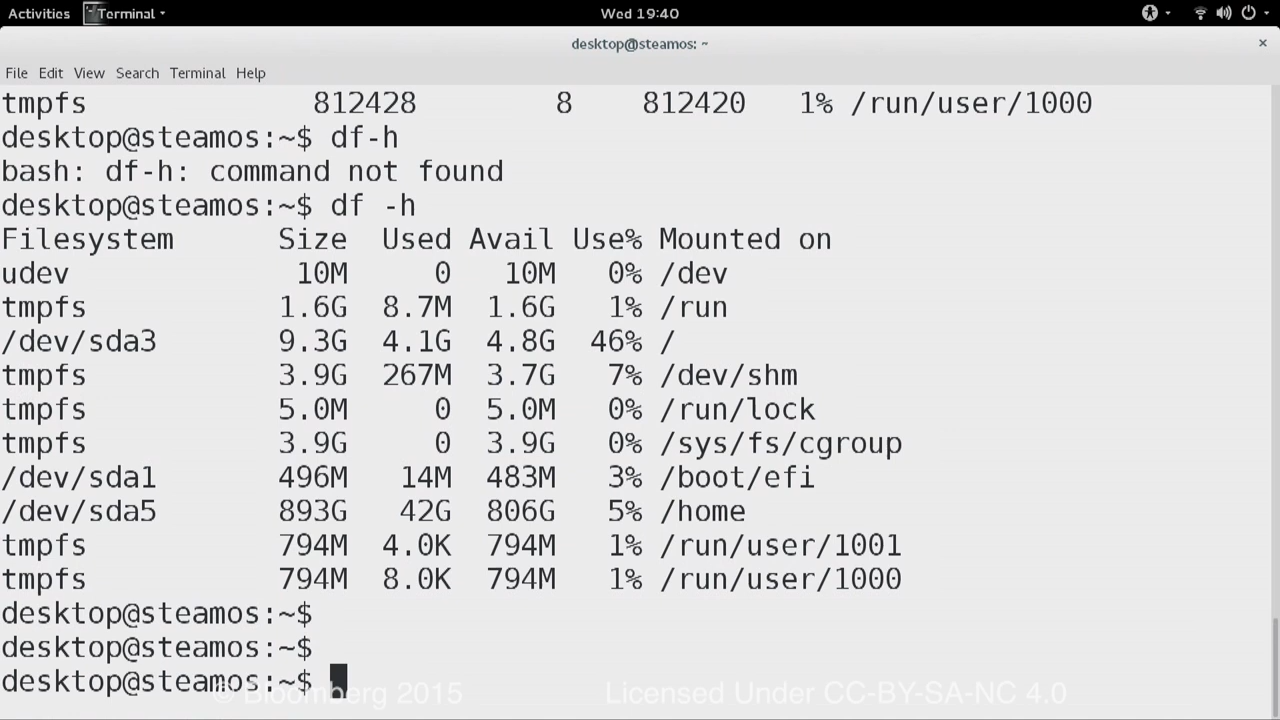 Activities Terminal Wed 19:40
desktop@steamos: ~ ×
File Edit View Search Terminal Help
tmpfs 812428 8 812420 1% /run/user/1000
desktop@steamos:~$ df-h
bash: df-h: command not found
desktop@steamos:~$ df -h
Filesystem Size Used Avail Use% Mounted on
udev 10M 0 10M 0% /dev
tmpfs 1.6G 8.7M 1.6G 1% /run
/dev/sda3 9.3G 4.1G 4.8G 46% /
tmpfs 3.9G 267M 3.7G 7% /dev/shm
tmpfs 5.0M 0 5.0M 0% /run/lock
tmpfs 3.9G 0 3.9G 0% /sys/fs/cgroup
/dev/sda1 496M 14M 483M 3% /boot/efi
/dev/sda5 893G 42G 806G 5% /home
tmpfs 794M 4.0K 794M 1% /run/user/1001
tmpfs 794M 8.0K 794M 1% /run/user/1000
desktop@steamos:~$
desktop@steamos:~$
desktop@steamos:~$
© Bloomberg 2015 Licensed Under CC-BY-SA-NC 4.0